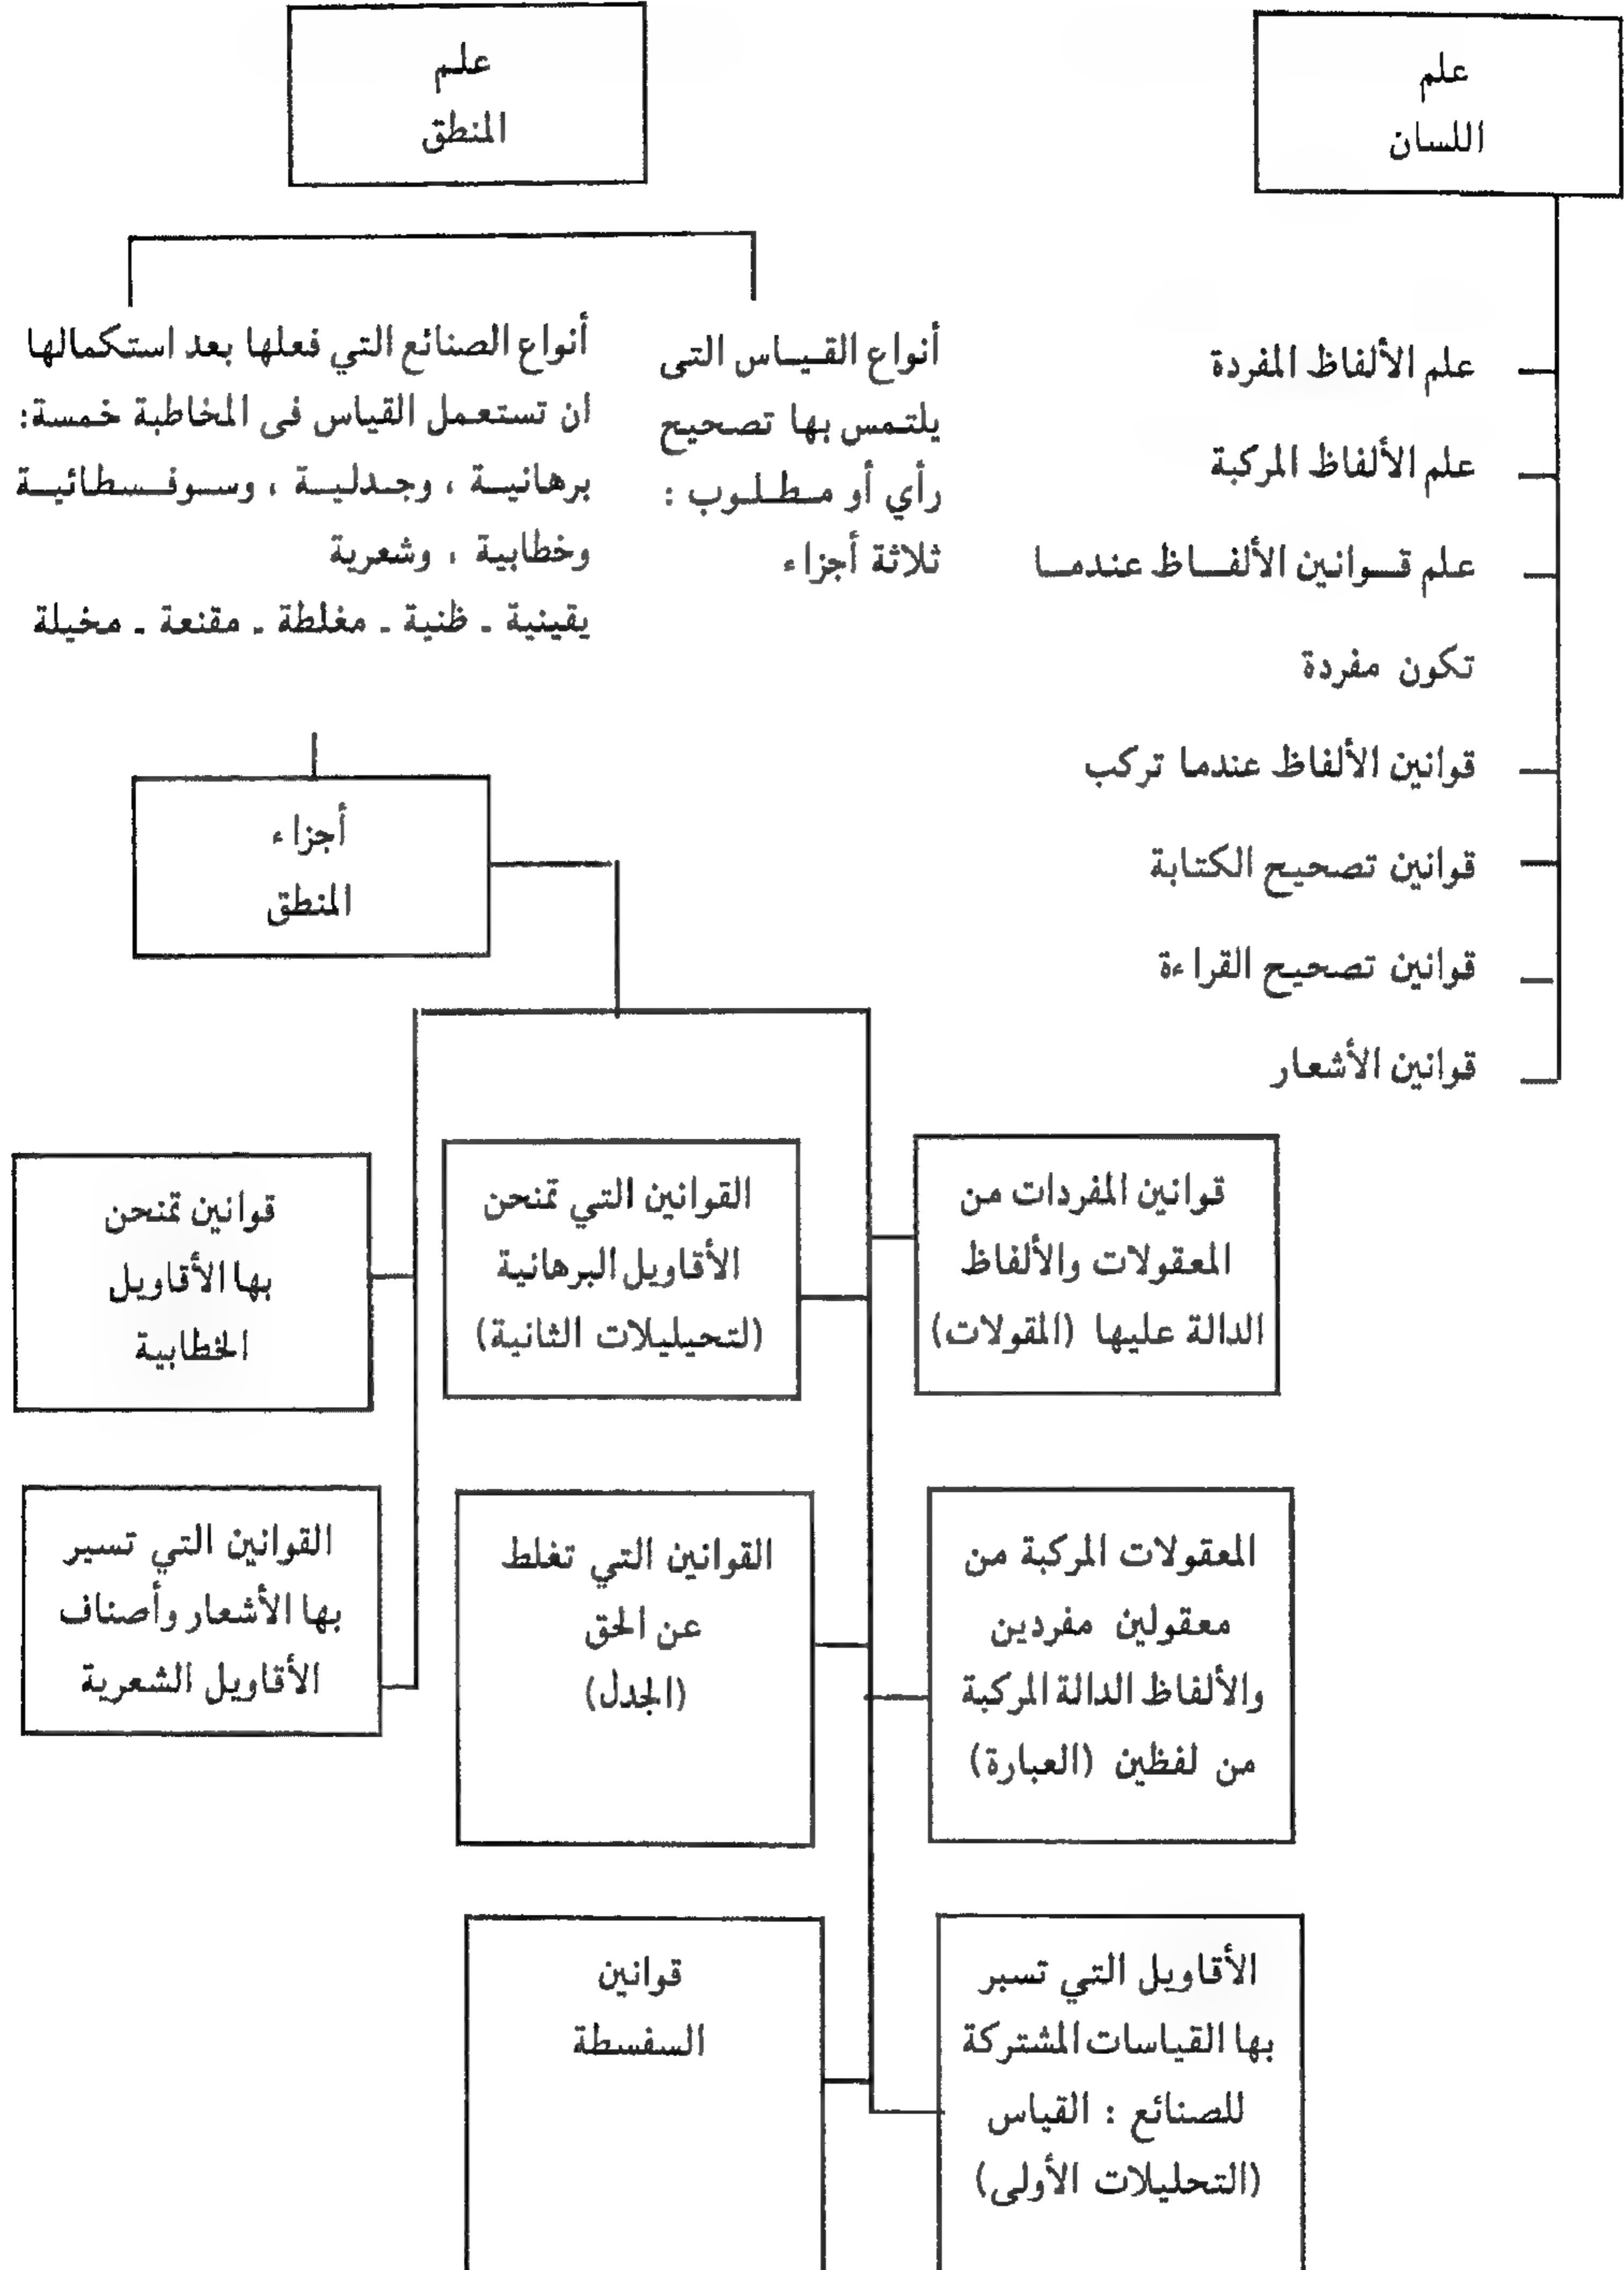 علم
اللسان
علم الألفاظ المفردة
علم الألفاظ المركبة
علم قوانين الألفاظ عندما
تكون مفردة
قوانين الألفاظ عندما تركب
قوانين تصحيح الكتابة
قوانين تصحيح القراءة
قوانين الأشعار
علم
المنطق
أنواع القياس التى
يلتمس بها تصحيح
رأي أو مطلوب :
ثلاثة أجزاء
أنواع الصنائع التي فعلها بعد استكمالها
ان تستعمل القياس فى المخاطبة خمسة:
برهانية ، وجدلية ، وسوفسطائية
وخطابية ، وشعرية
يقينية ـ ظنية ـ مغلطة ـ مقنعة ـ مخيلة
أجزاء
المنطق
قوانين المفردات من
المعقولات والألفاظ
الدالة عليها (المقولات)
المعقولات المركبة من
معقولين مفردين
والألفاظ الدالة المركبة
من لفظين (العبارة)
الأقاويل التي تسبر
بها القياسات المشتركة
للصنائع : القياس
(التحليلات الأولى)
القوانين التي تمنحن
الأقاويل البرهانية
(لتحيليلات الثانية)
القوانين التي تغلط
عن الحق
(الجدل)
قوانين
السفسطة
قوانين تمنحن
بها الأقاويل
الخطابية
القوانين التي تسير
بها الأشعار وأصناف
الأقاويل الشعرية